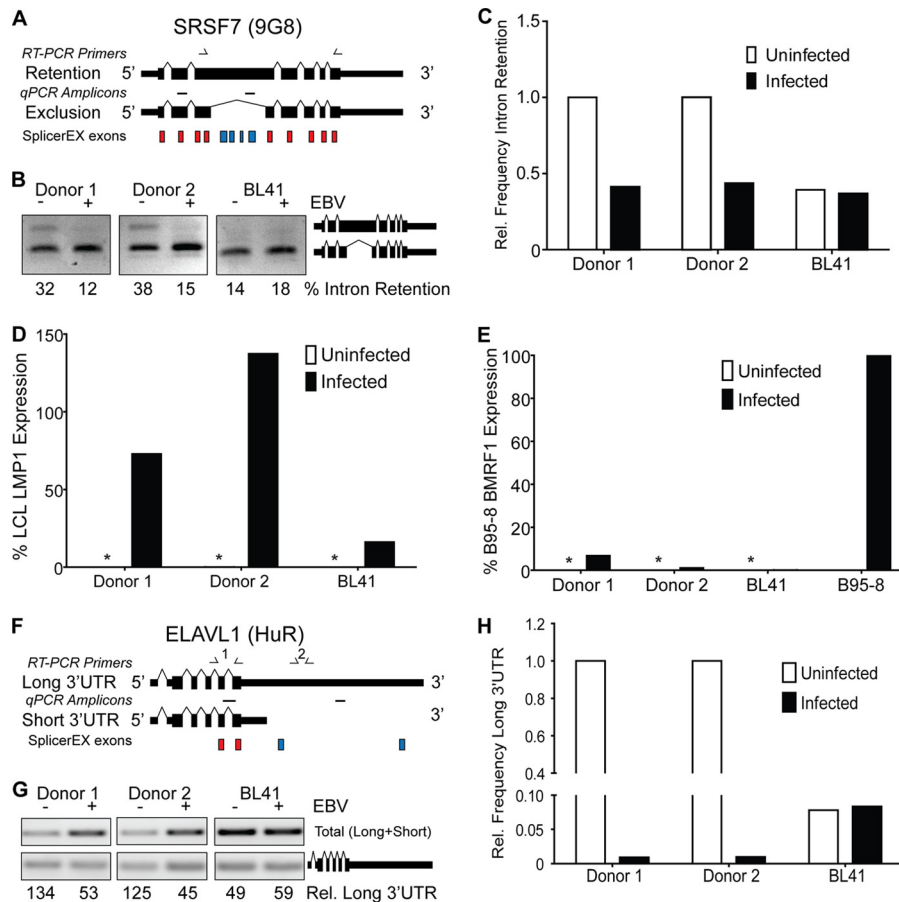 A
SRSF7 (9G8)
RT-PCR Primers
Retention 5' 3'
qPCR Amplicons
Exclusion 5' 3'
SplicerEX exons
B
Donor 1 Donor 2 BL41
- + - + - + EBV
32 12 38 15 14 18 % Intron Retention
C
Rel. Frequency Intron Retention
1.5
1.0
0.5
0
Uninfected
Infected
Donor 1 Donor 2 BL41
D
% LCL LMP1 Expression
150
100
50
0
Uninfected
Infected
* * *
Donor 1 Donor 2 BL41
E
% B95-8 BMRF1 Expression
100
80
60
40
20
0
Uninfected
Infected
* * *
Donor 1 Donor 2 BL41 B95-8
F
ELAVL1 (HuR)
RT-PCR Primers 1 2
Long 3'UTR 5' 3'
qPCR Amplicons
Short 3'UTR 5' 3'
SplicerEX exons
G
Donor 1 Donor 2 BL41
- + - + - + EBV
Total (Long+Short)
134 53 125 45 49 59 Rel. Long 3'UTR
H
Rel. Frequency Long 3'UTR
1.2
1.0
0.8
0.6
0.4
0.10
0.05
0
Uninfected
Infected
Donor 1 Donor 2 BL41